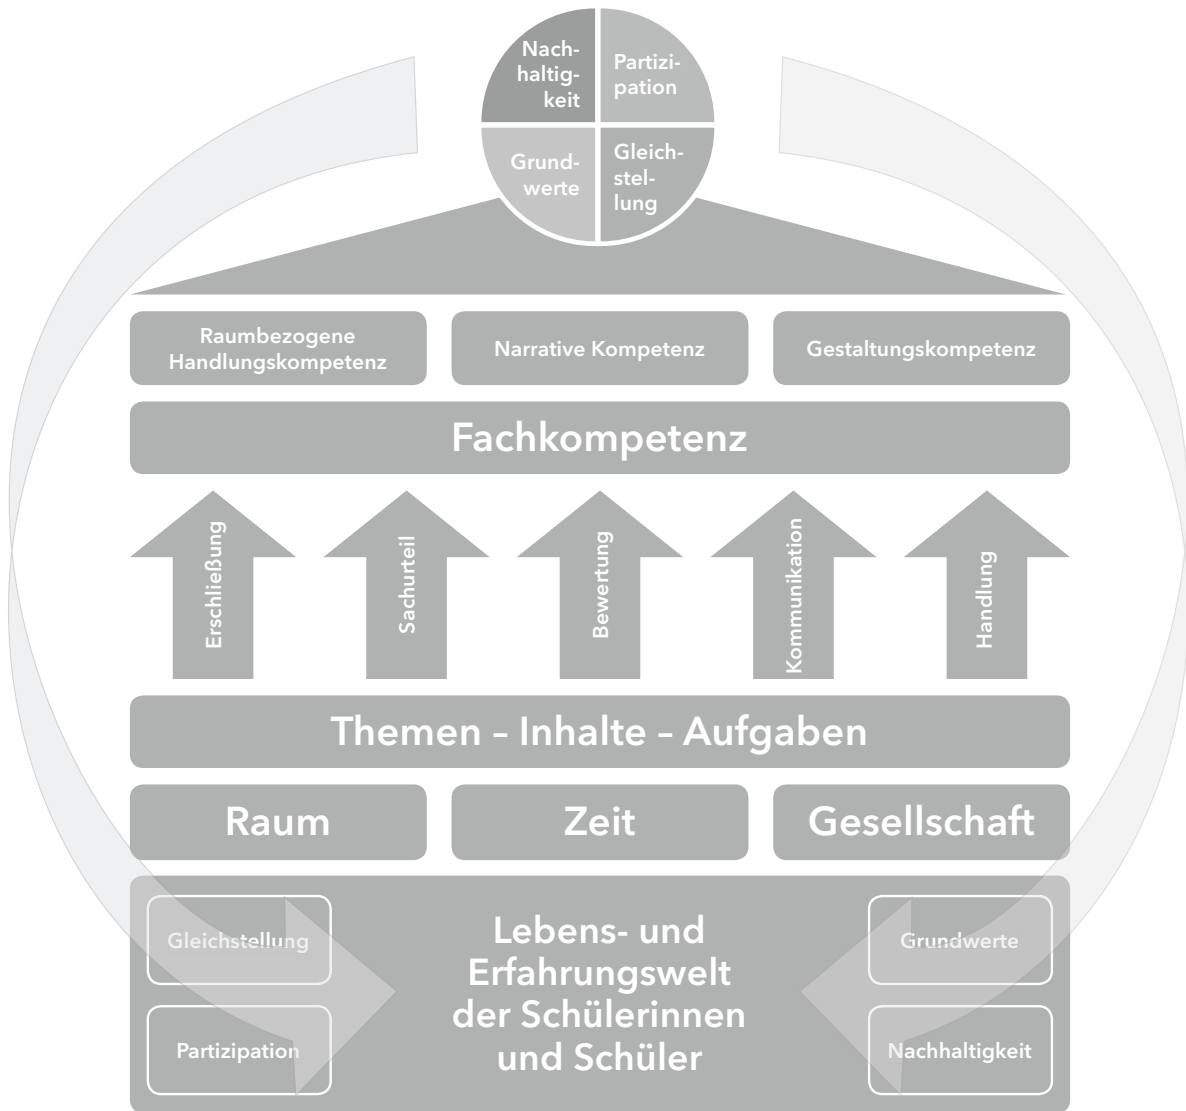 Nach-
haltig-
keit
Partizi-
pation
Grund-
werte
Gleich-
stel-
lung
Raumbezogene
Handlungskompetenz
Narrative Kompetenz
Gestaltungskompetenz
Fachkompetenz
Erschließung
Sachurteil
Bewertung
Kommunikation
Handlung
Themen – Inhalte – Aufgaben
Raum
Zeit
Gesellschaft
Gleichstellung
Partizipation
Lebens- und
Erfahrungswelt
der Schülerinnen
und Schüler
Grundwerte
Nachhaltigkeit